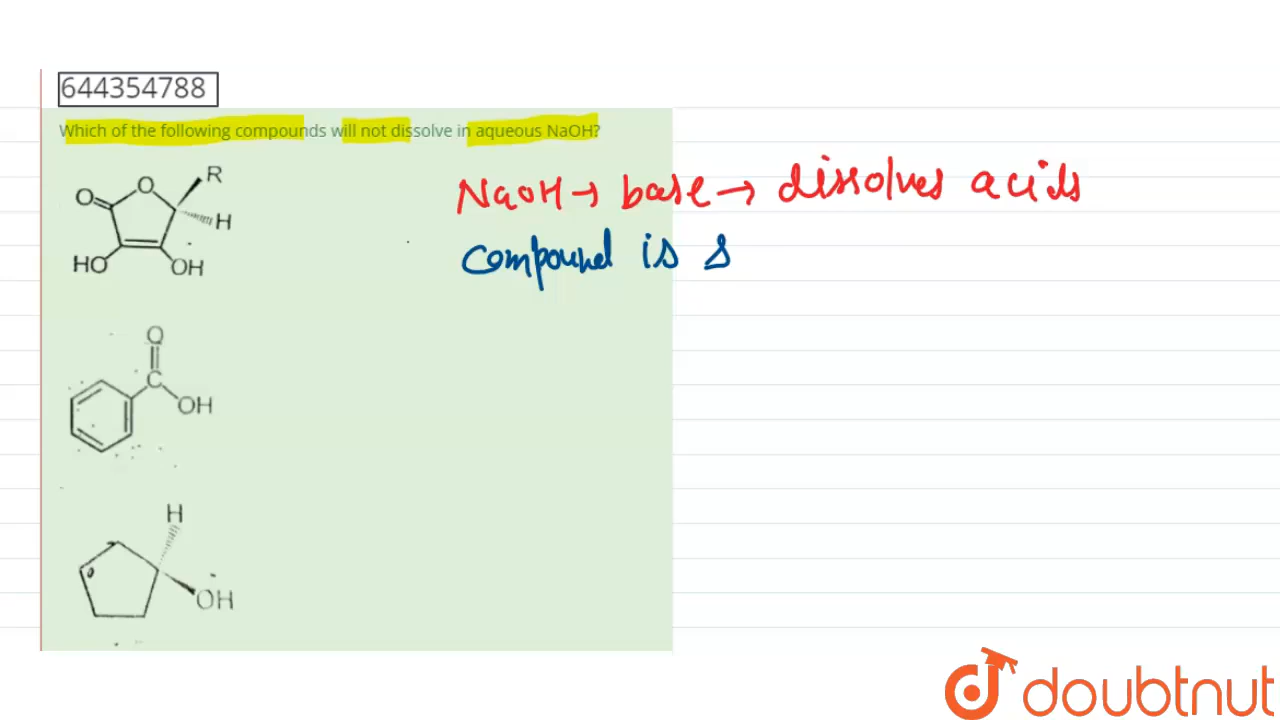 644354788
Which of the following compounds will not dissolve in aqueous NaOH?
NaOH → base → dissolves acids
compound is s
O
O
R
H
HO
OH
O
C
OH
H
OH
doubtnut